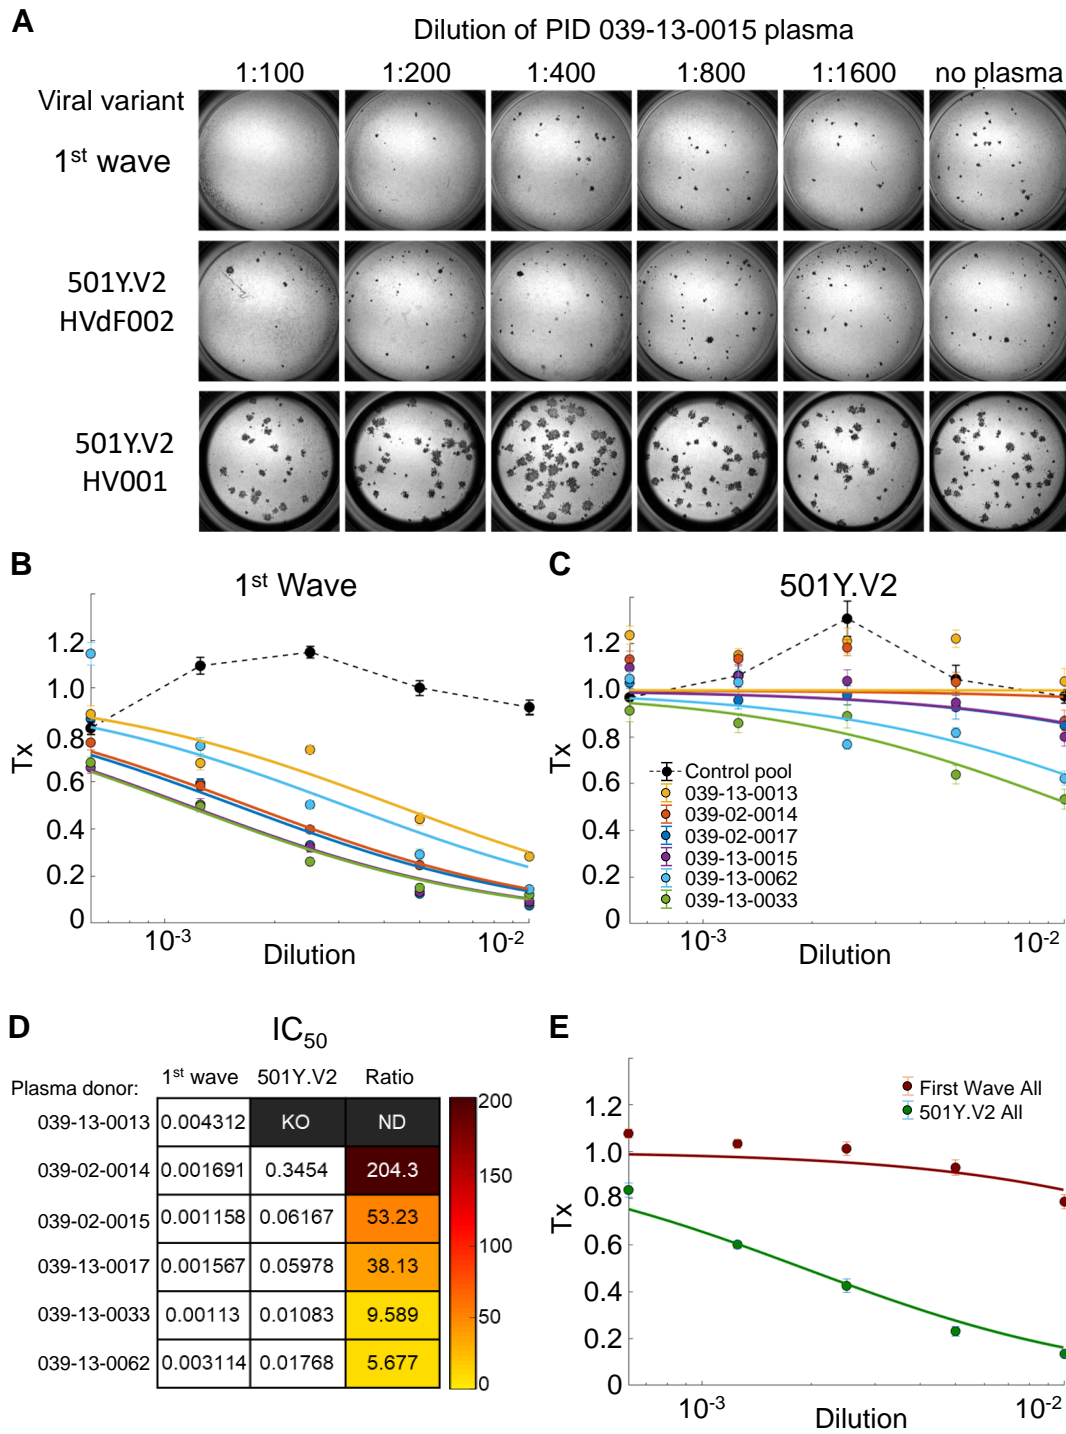 A
Dilution of PID 039-13-0015 plasma
1:100 1:200 1:400 1:800 1:1600 no plasma
Viral variant
1st wave
501Y.V2
HVdF002
501Y.V2
HV001
B
1st Wave
1.2
1.0
0.8
0.6
0.4
0.2
0
Tx
10-3 10-2
Dilution
C
501Y.V2
1.2
1.0
0.8
0.6
0.4
0.2
0
Tx
Control pool
039-13-0013
039-02-0014
039-02-0017
039-13-0015
039-13-0062
039-13-0033
10-3 10-2
Dilution
D
IC50
Plasma donor: 1st wave 501Y.V2 Ratio
039-13-0013 0.004312 KO ND
039-02-0014 0.001691 0.3454 204.3
039-02-0015 0.001158 0.06167 53.23
039-13-0017 0.001567 0.05978 38.13
039-13-0033 0.00113 0.01083 9.589
039-13-0062 0.003114 0.01768 5.677
200
150
100
50
0
E
First Wave All
501Y.V2 All
1.2
1.0
0.8
0.6
0.4
0.2
0
Tx
10-3 10-2
Dilution